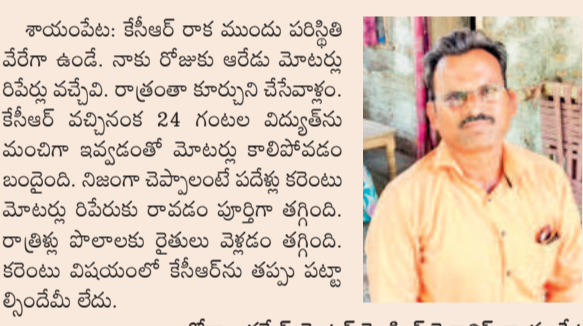 శాయంపేట: కేసీఆర్ రాక ముందు పరిస్థితి
వేరేగా ఉండే. నాకు రోజుకు ఆరేడు మోటర్లు
రిపేర్లు వచ్చేవి. రాత్రంతా కూర్చుని చేసేవాళ్లం.
కేసీఆర్ వచ్చినంక 24 గంటల విద్యుత్‌ను
మంచిగా ఇవ్వడంతో మోటర్లు కాలిపోవడం
బందైంది. నిజంగా చెప్పాలంటే పదేళ్లు కరెంటు
మోటర్లు రిపేరుకు రావడం పూర్తిగా తగ్గింది.
రాత్రిళ్లు పొలాలకు రైతులు వెళ్లడం తగ్గింది.
కరెంటు విషయంలో కేసీఆర్‌ను తప్పు పట్టా
ల్సిందేమీ లేదు.